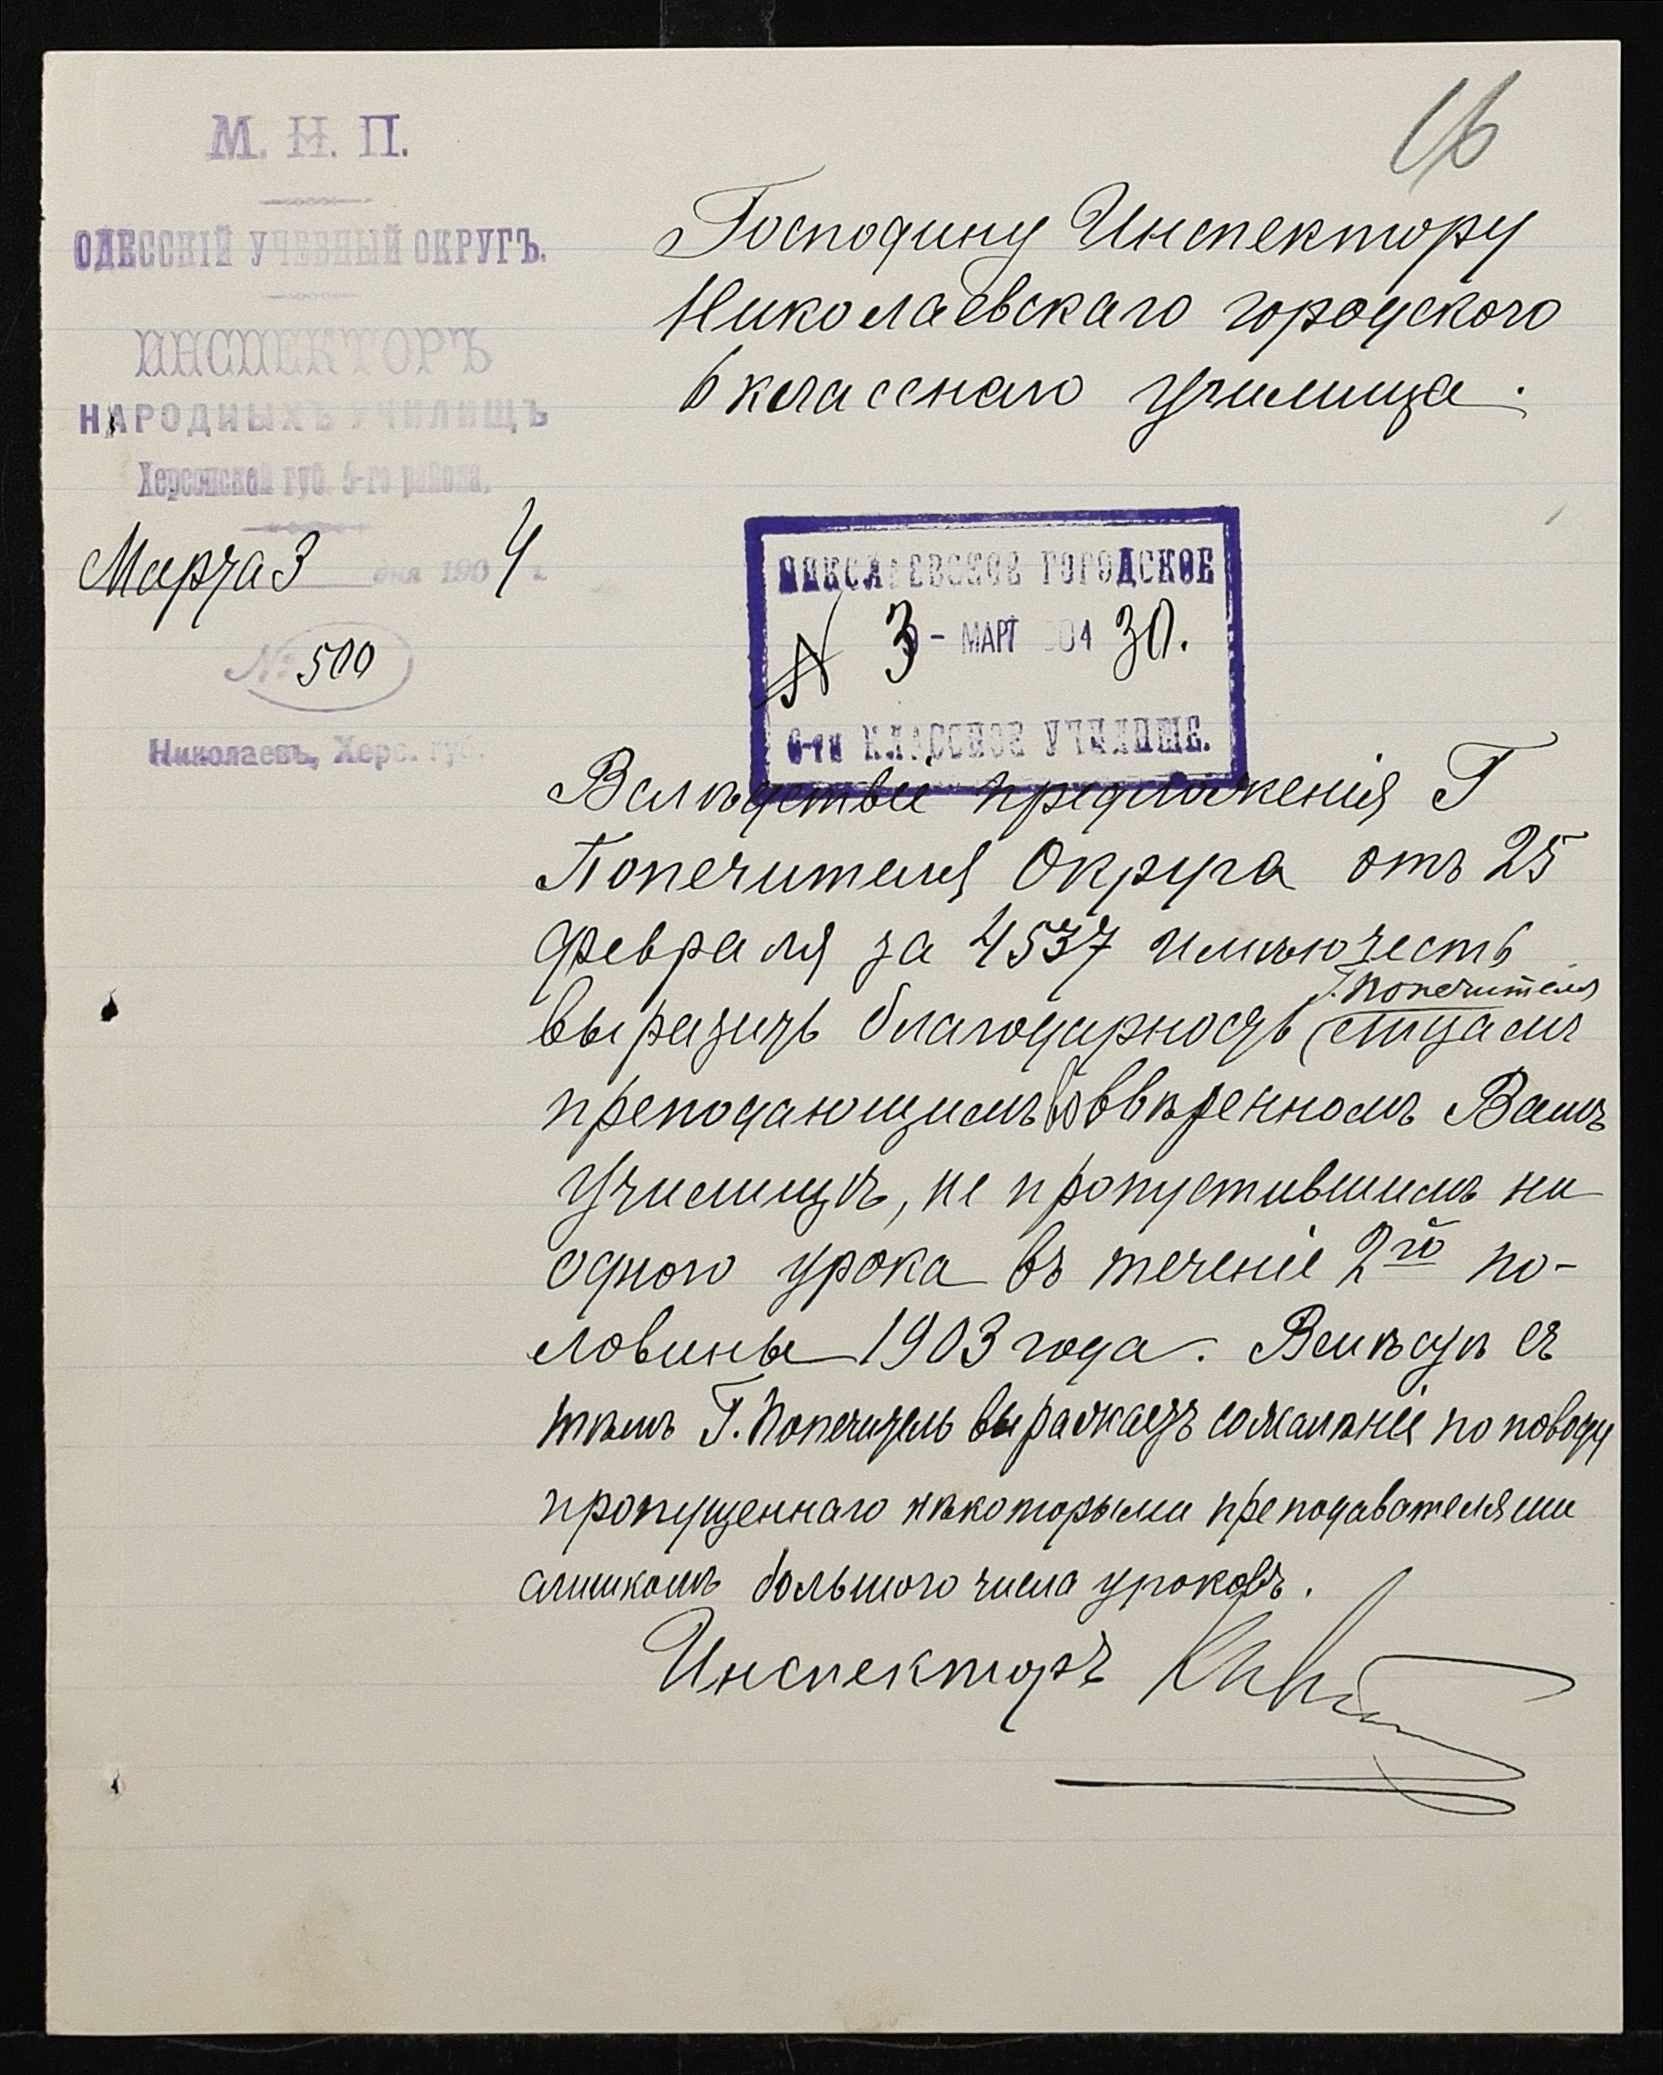 16
М. Н. П.
ОДЕССКІЙ УЧЕБНЫЙ ОКРУГЪ.
ИНСПЕКТОРЪ
НАРОДНЫХЪ УЧИЛИЩЪ
Херсонской губ. 5-го района.
Марта 3 дня 1904 г.
№ 500
Николаевъ, Херс. губ.
Господину Инспектору
Николаевскаго городского
6 класснаго училища.
НИКОЛАЕВСКОЕ ГОРОДСКОЕ
№ 3 - МАРТ 904 30.
6-ти КЛАССНОЕ УЧИЛИЩЕ.
Вслѣдствіе предложенія Г
Попечителя Округа отъ 25
февраля за 4537 имѣю честь
выразить благодарность Г. Попечителя лицамъ
преподающимъ во ввѣренномъ Вамъ
училищѣ, не пропустившимъ ни
одного урока въ теченіе 2го по-
ловины 1903 года. Вмѣстѣ съ
тѣмъ Г. Попечитель выражаетъ сожалѣніе по поводу
пропущеннаго нѣкоторыми преподавателями
слишкомъ большого числа уроковъ.
Инспекторъ